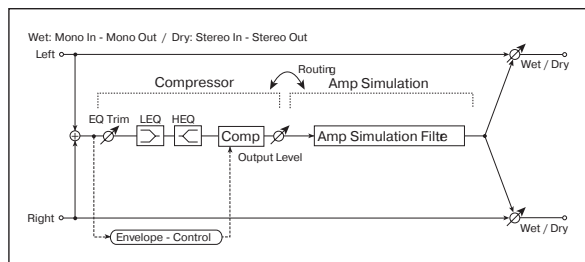 Wet: Mono In - Mono Out / Dry: Stereo In - Stereo Out
Left
Wet / Dry
Routing
Compressor
Amp Simulation
EQ Trim
LEQ
HEQ
Comp
Output Level
Amp Simulation Filte
Right
Wet / Dry
Envelope - Control